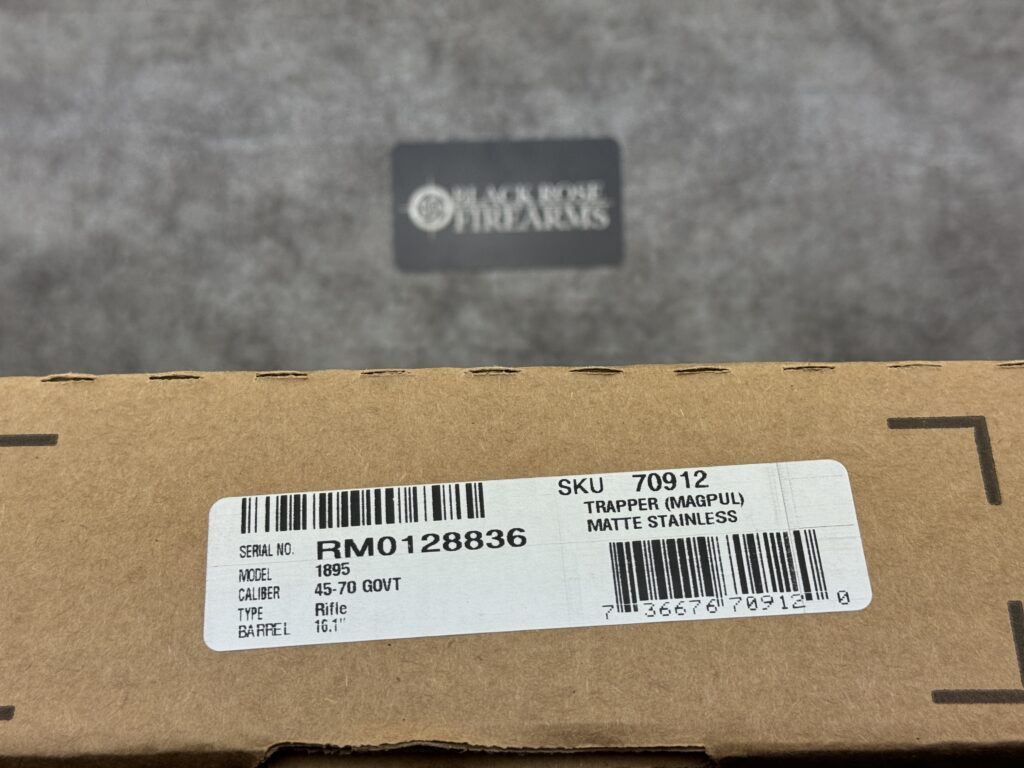 BLACK ROSE
FIREARMS
SERIAL NO. RM0128836
MODEL 1895
CALIBER 45-70 GOVT
TYPE Rifle
BARREL 16.1"
SKU 70912
TRAPPER (MAGPUL)
MATTE STAINLESS
7 36676 70912 0